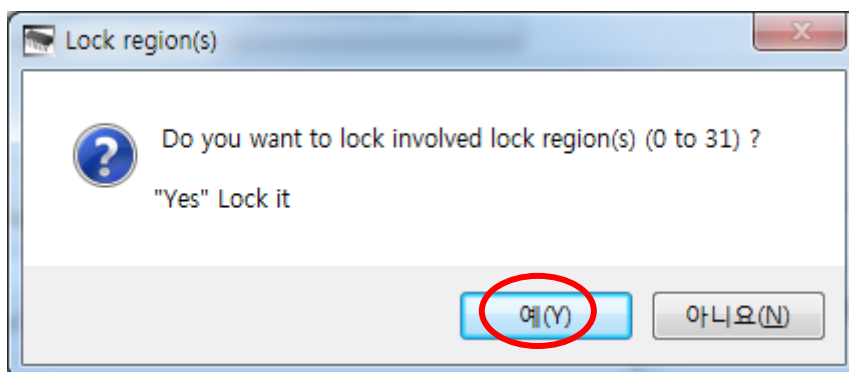 Lock region(s)
Do you want to lock involved lock region(s) (0 to 31) ?
"Yes" Lock it
예(Y) 아니요(N)